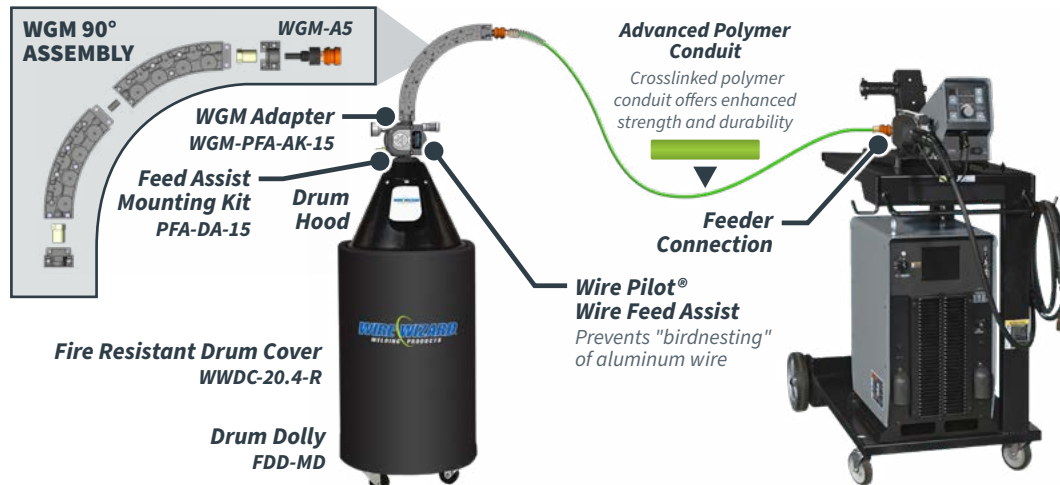 WGM 90°
ASSEMBLY
WGM-A5
WGM Adapter
WGM-PFA-AK-15
Feed Assist
Mounting Kit
PFA-DA-15
Drum
Hood
Advanced Polymer
Conduit
Crosslinked polymer
conduit offers enhanced
strength and durability
Feeder
Connection
Wire Pilot®
Wire Feed Assist
Prevents "birdnesting"
of aluminum wire
WIRE WIZARD
WELDING PRODUCTS
Fire Resistant Drum Cover
WWDC-20.4-R
Drum Dolly
FDD-MD